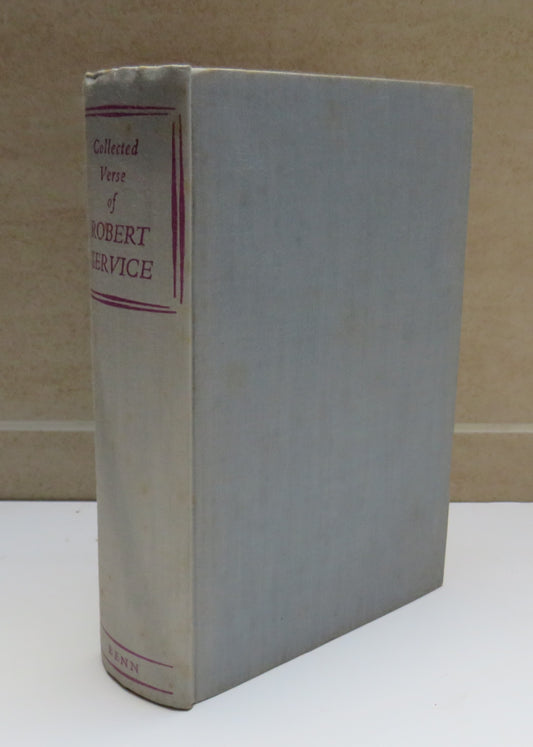 Collected
Verse
of
ROBERT
SERVICE
BENN